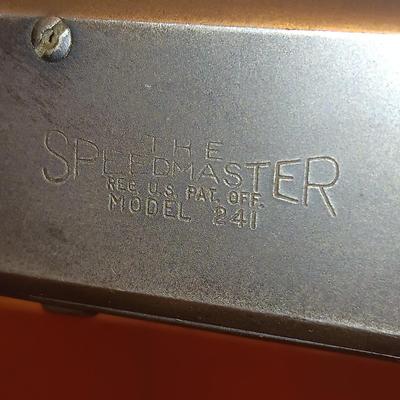 THE
SPEEDMASTER
REG. U.S. PAT. OFF.
MODEL 241